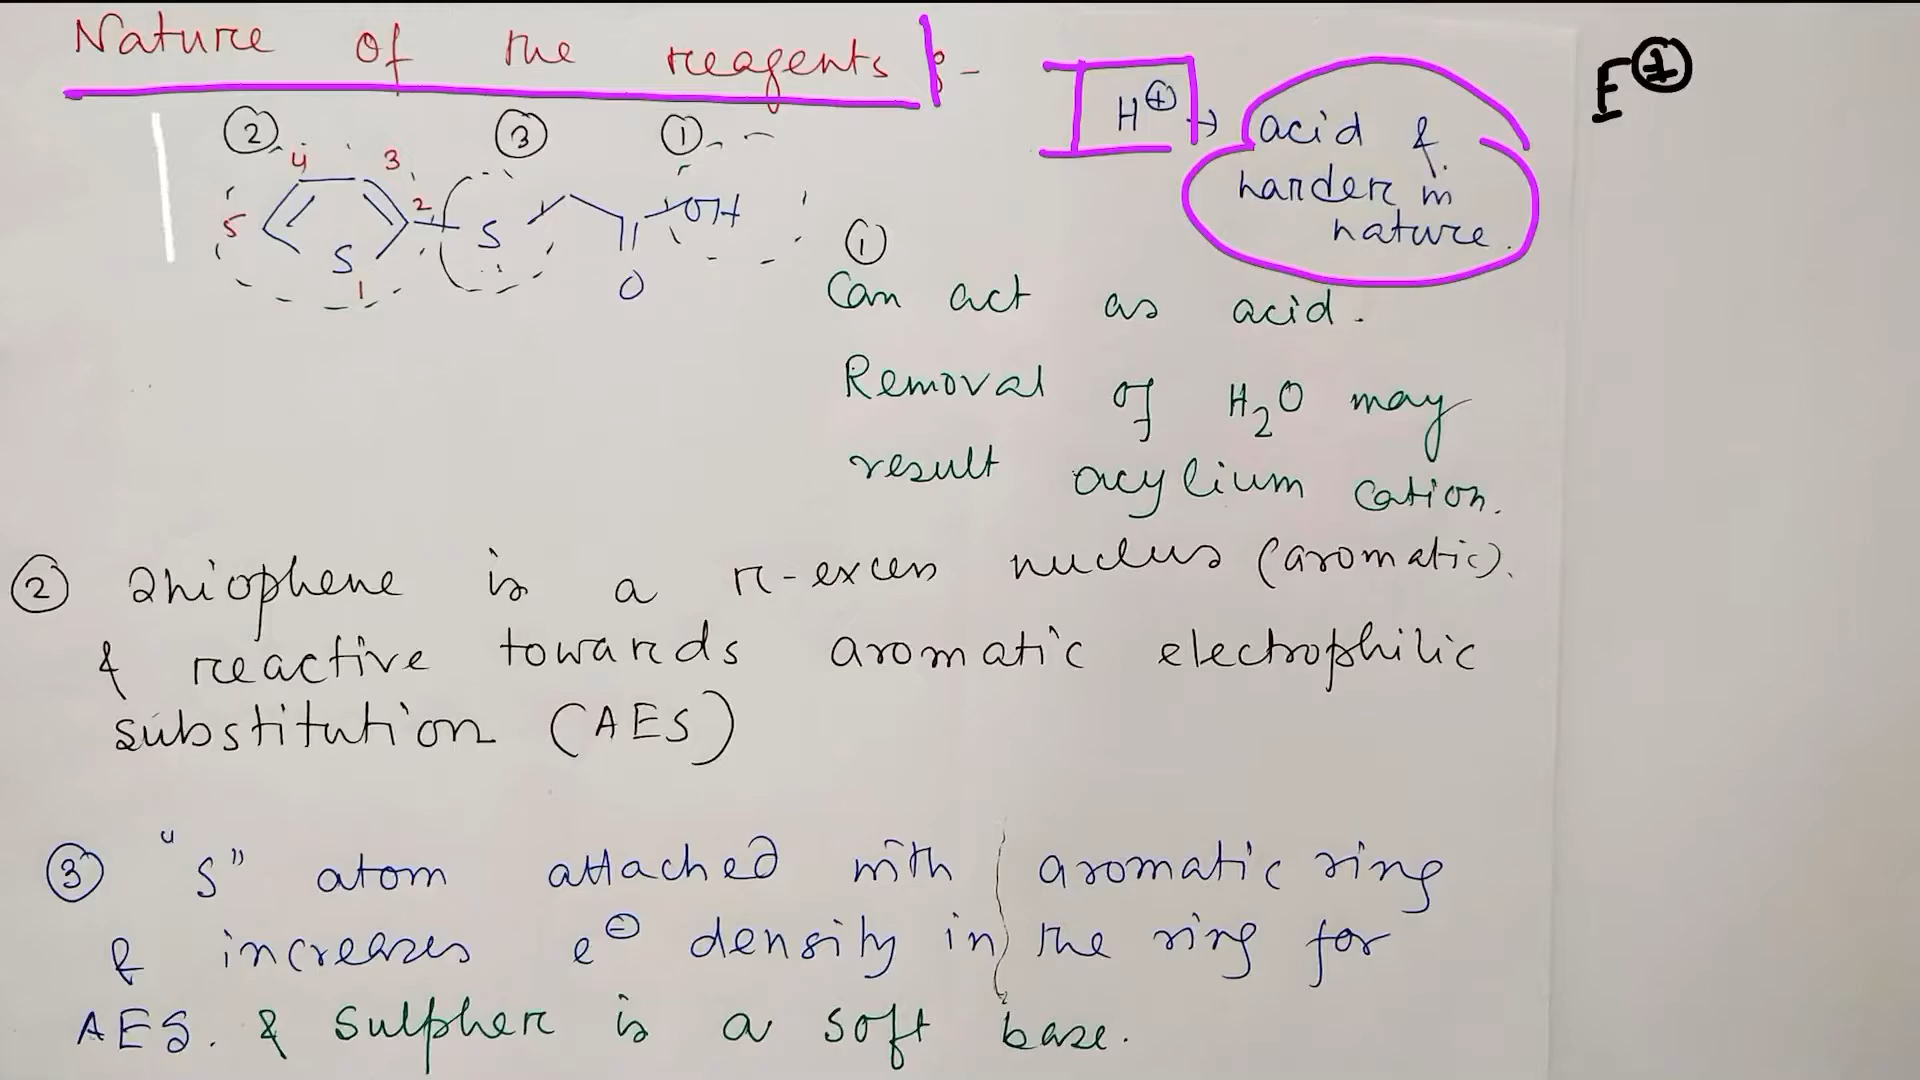 Nature of the reagents :-
H⊕ → acid &
harder in
nature.
E⊕
② ③ ①
4 3
5 2 S OH
S
1 O
①
Can act as acid.
Removal of H₂O may
result acylium cation.
② Thiophene is a π-excess nucleus (aromatic).
& reactive towards aromatic electrophilic
substitution (AES)
③ "S" atom attached with aromatic ring
& increases e⊖ density in the ring for
AES. & sulpher is a soft base.